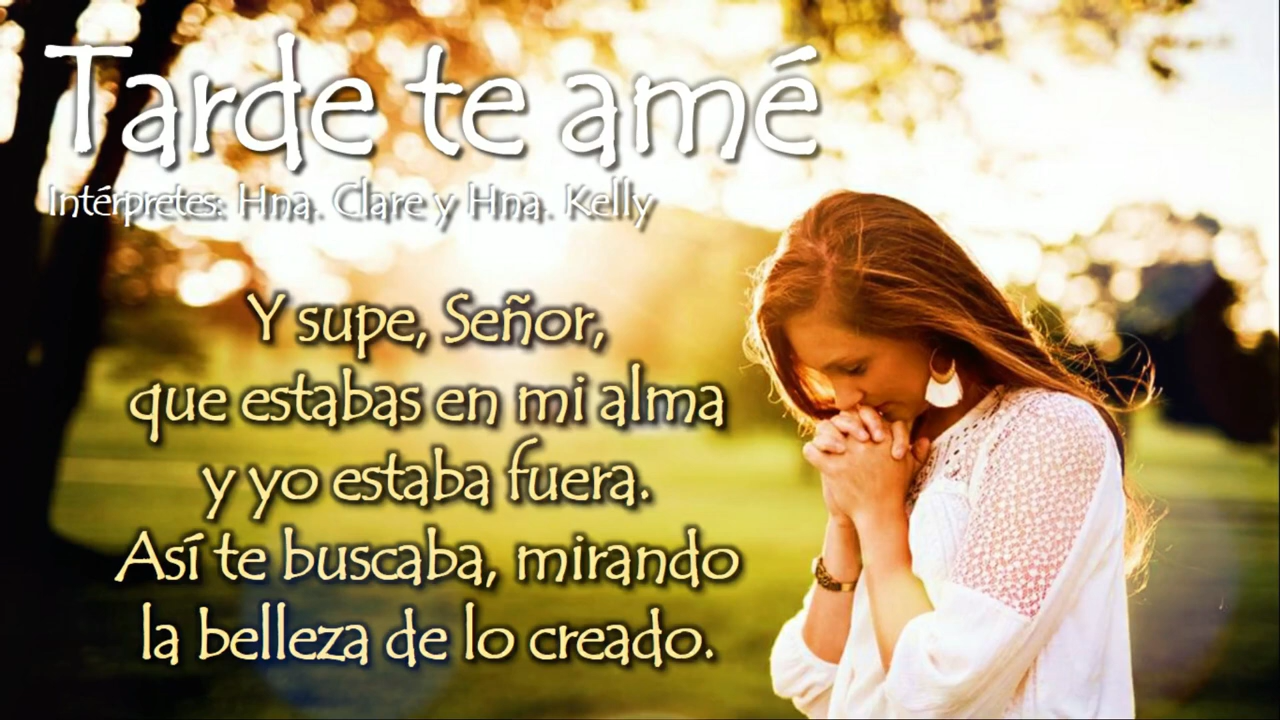 Tarde te amé
Intérpretes: Hna. Clare y Hna. Kelly
Y supe, Señor,
que estabas en mi alma
y yo estaba fuera.
Así te buscaba, mirando
la belleza de lo creado.